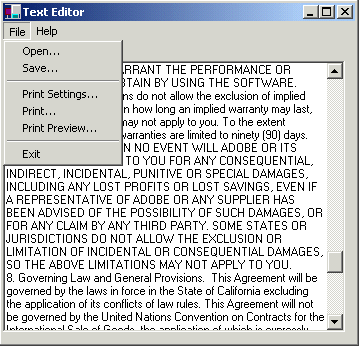 Text Editor
File Help
Open...
Save...
Print Settings...
Print...
Print Preview...
Exit
ARRANT THE PERFORMANCE OR
BTAIN BY USING THE SOFTWARE.
ns do not allow the exclusion of implied
n how long an implied warranty may last,
may not apply to you. To the extent
warranties are limited to ninety (90) days.
N NO EVENT WILL ADOBE OR ITS
TO YOU FOR ANY CONSEQUENTIAL,
INDIRECT, INCIDENTAL, PUNITIVE OR SPECIAL DAMAGES,
INCLUDING ANY LOST PROFITS OR LOST SAVINGS, EVEN IF
A REPRESENTATIVE OF ADOBE OR ANY SUPPLIER HAS
BEEN ADVISED OF THE POSSIBILITY OF SUCH DAMAGES, OR
FOR ANY CLAIM BY ANY THIRD PARTY. SOME STATES OR
JURISDICTIONS DO NOT ALLOW THE EXCLUSION OR
LIMITATION OF INCIDENTAL OR CONSEQUENTIAL DAMAGES,
SO THE ABOVE LIMITATIONS MAY NOT APPLY TO YOU.
8. Governing Law and General Provisions. This Agreement will be
governed by the laws in force in the State of California excluding
the application of its conflicts of law rules. This Agreement will not
be governed by the United Nations Convention on Contracts for the
International Sale of Goods, the application of which is expressly